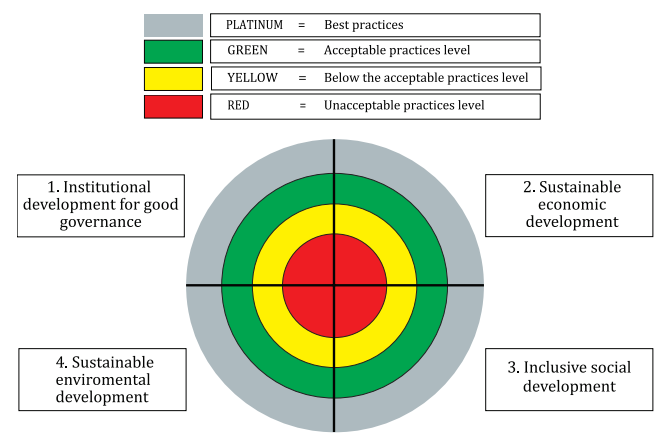 PLATINUM = Best practices
GREEN = Acceptable practices level
YELLOW = Below the acceptable practices level
RED = Unacceptable practices level
1. Institutional
development for good
governance
2. Sustainable
economic
development
4. Sustainable
enviromental
development
3. Inclusive social
development